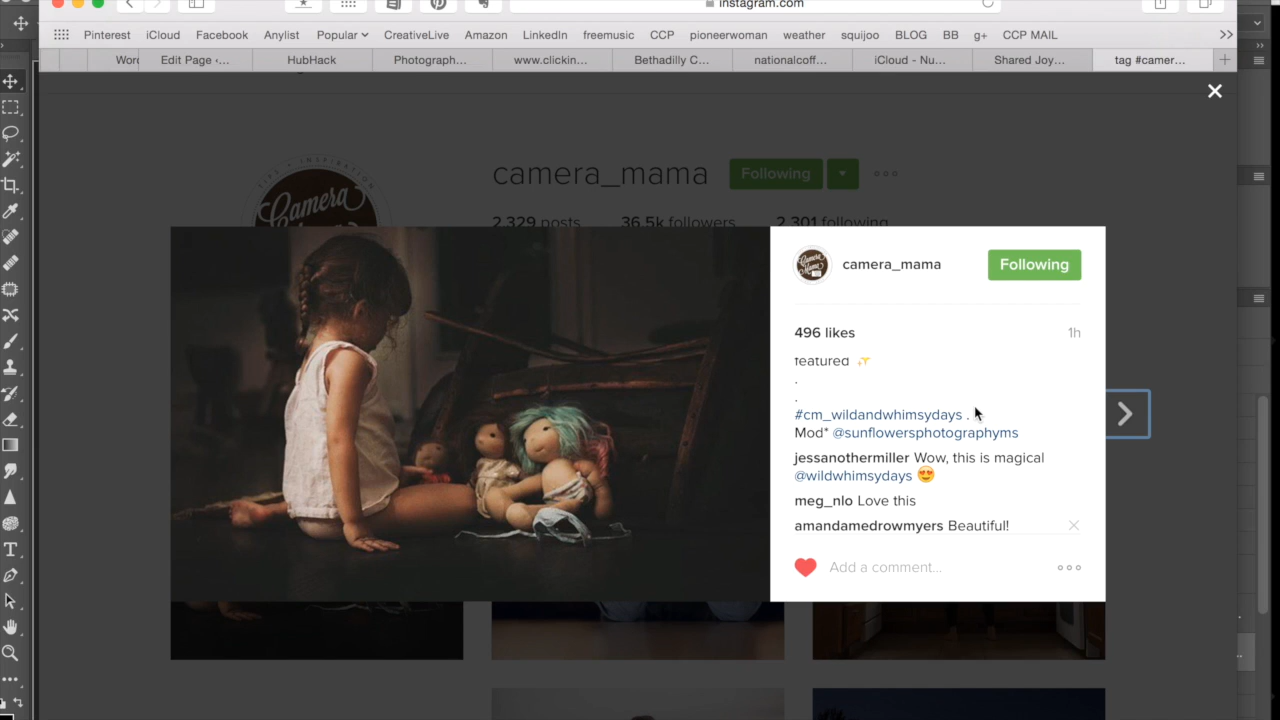 instagram.com
Pinterest iCloud Facebook Anylist Popular CreativeLive Amazon LinkedIn freemusic CCP pioneerwoman weather squijoo BLOG BB g+ CCP MAIL
Edit Page ‹... HubHack Photograph... www.clickin... Bethadilly C... nationalcoff... iCloud - Nu... Shared Joy... tag #camer...
INSPIRATION
Camera
camera_mama Following
2,329 posts 36.5k followers 2,301 following
camera_mama Following
496 likes 1h
featured ✨
.
.
#cm_wildandwhimsydays .
Mod* @sunflowersphotographyms
jessanothermiller Wow, this is magical
@wildwhimsydays 😍
meg_nlo Love this
amandamedrowmyers Beautiful!
Add a comment...